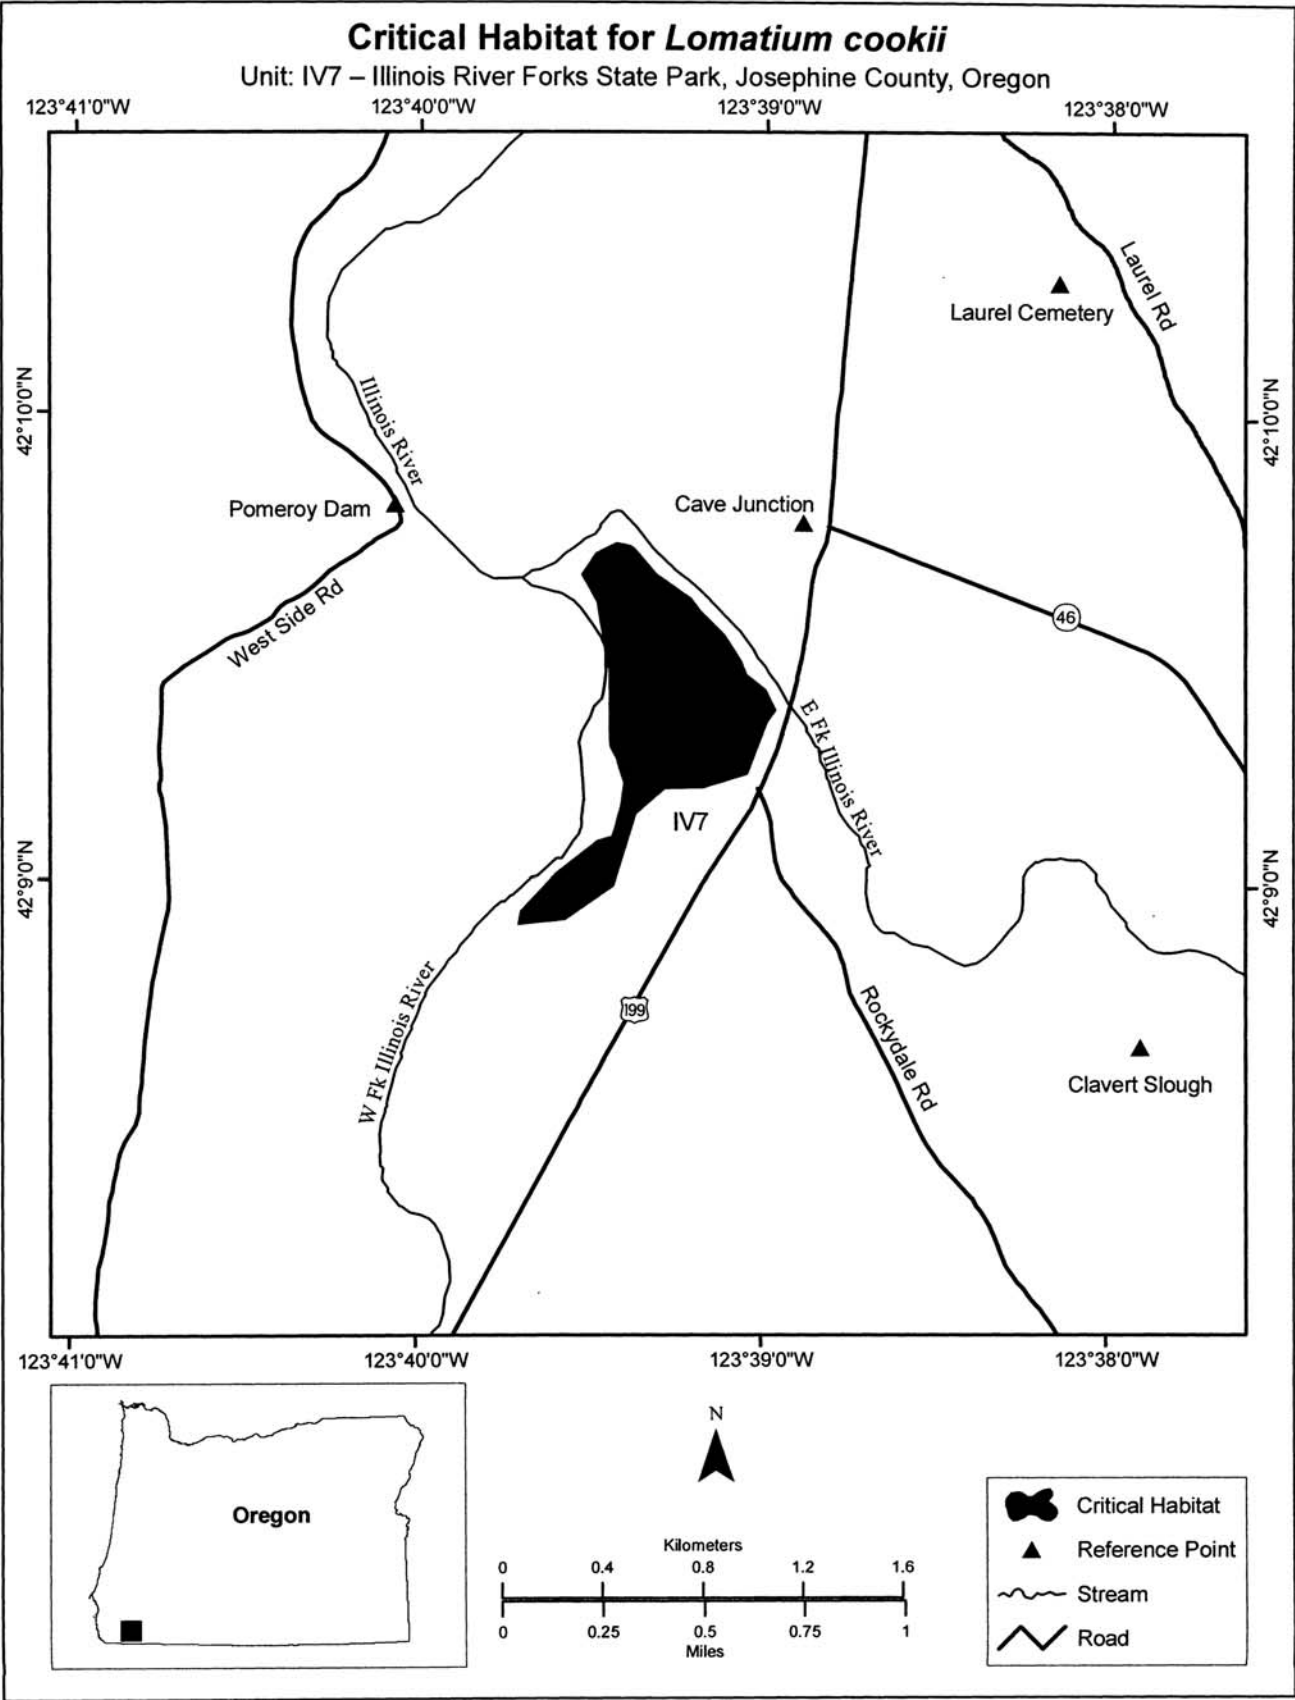 Critical Habitat for Lomatium cookii
Unit: IV7 – Illinois River Forks State Park, Josephine County, Oregon
123°41'0"W 123°40'0"W 123°39'0"W 123°38'0"W
Laurel Rd
Laurel Cemetery
42°10'0"N
42°10'0"N
Illinois River
Pomeroy Dam
Cave Junction
West Side Rd
46
E Fk Illinois River
IV7
42°9'0"N
42°9'0"N
W Fk Illinois River
199
Rockydale Rd
Clavert Slough
123°41'0"W 123°40'0"W 123°39'0"W 123°38'0"W
Oregon
N
Kilometers
0 0.4 0.8 1.2 1.6
0 0.25 0.5 0.75 1
Miles
Critical Habitat
Reference Point
Stream
Road